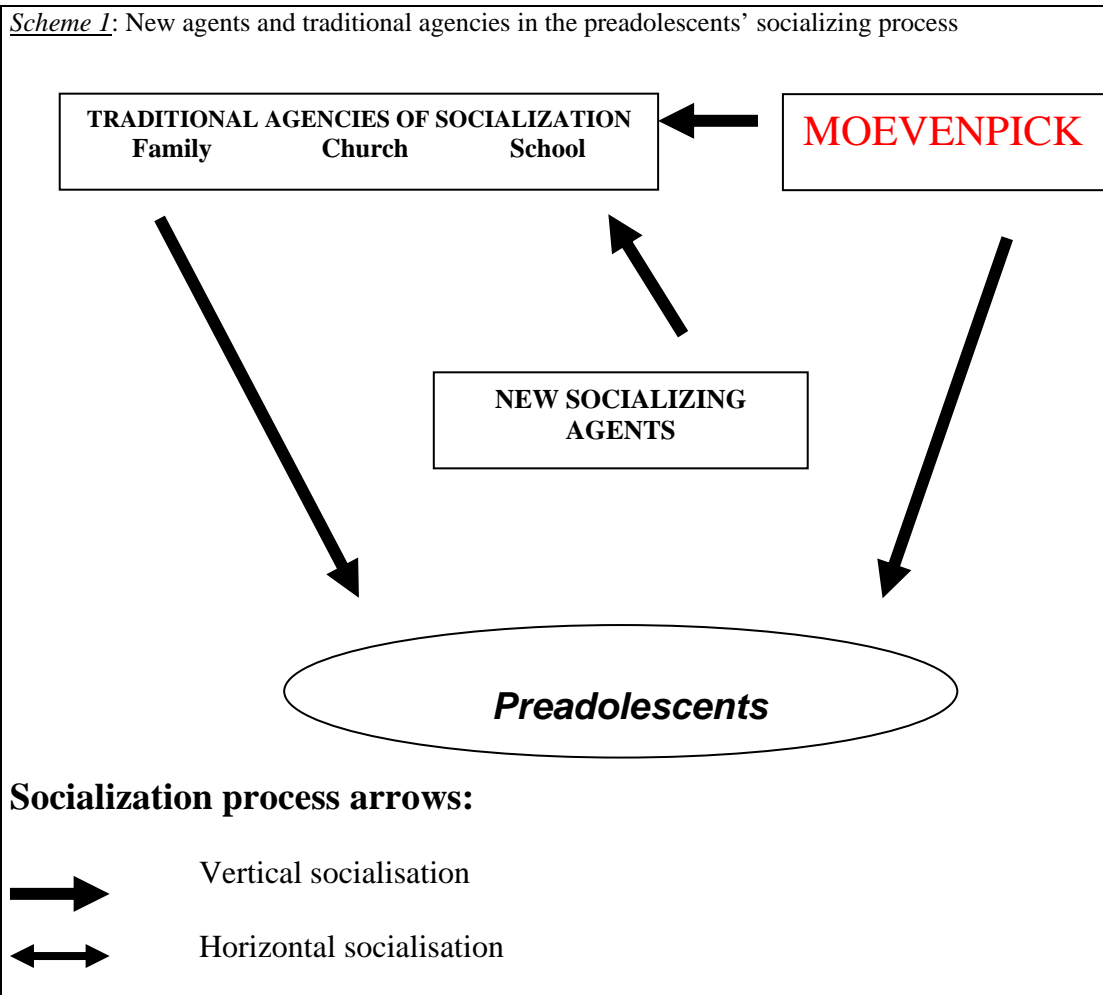 Scheme 1: New agents and traditional agencies in the preadolescents' socializing process
TRADITIONAL AGENCIES OF SOCIALIZATION
Family Church School
MOEVENPICK
NEW SOCIALIZING
AGENTS
Preadolescents
Socialization process arrows:
Vertical socialisation
Horizontal socialisation